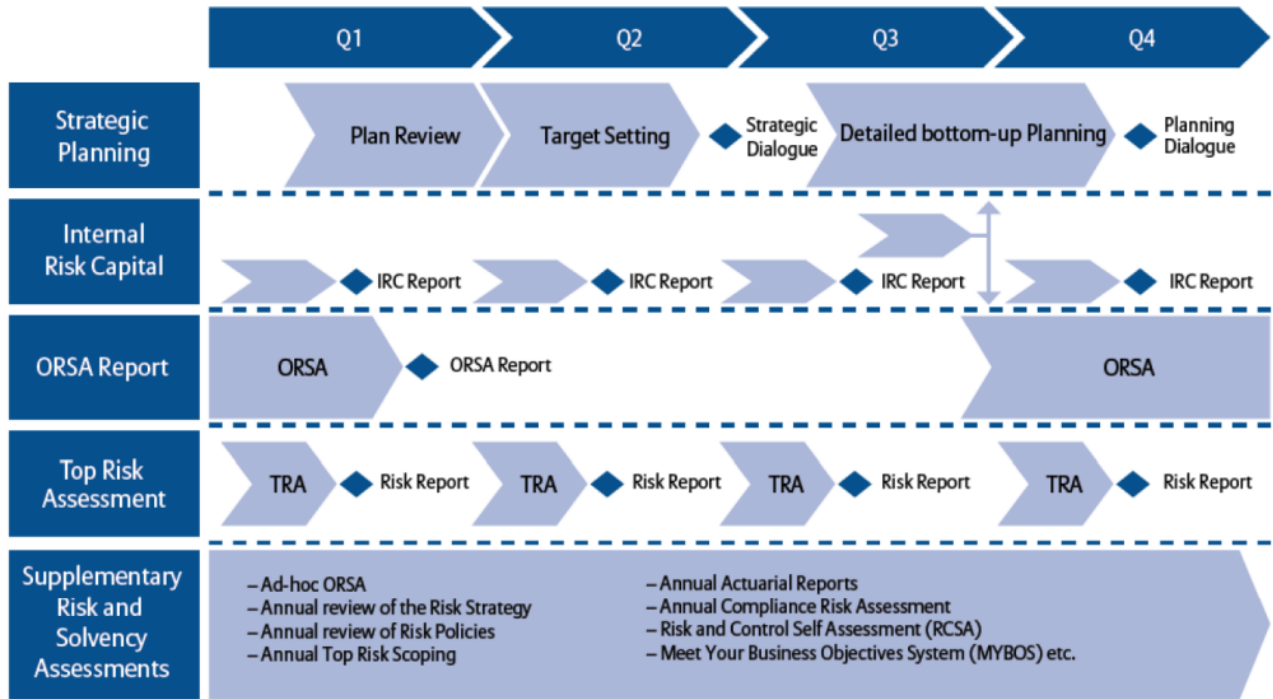 Q1
Q2
Q3
Q4
Strategic
Planning
Plan Review
Target Setting
Strategic
Dialogue
Detailed bottom-up Planning
Planning
Dialogue
Internal
Risk Capital
IRC Report
IRC Report
IRC Report
IRC Report
ORSA Report
ORSA
ORSA Report
ORSA
Top Risk
Assessment
TRA
Risk Report
TRA
Risk Report
TRA
Risk Report
TRA
Risk Report
Supplementary
Risk and
Solvency
Assessments
– Ad-hoc ORSA
– Annual review of the Risk Strategy
– Annual review of Risk Policies
– Annual Top Risk Scoping
– Annual Actuarial Reports
– Annual Compliance Risk Assessment
– Risk and Control Self Assessment (RCSA)
– Meet Your Business Objectives System (MYBOS) etc.